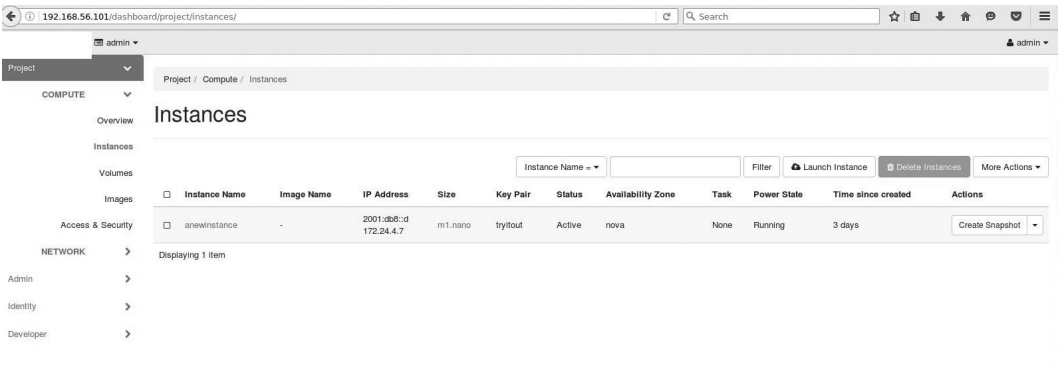 192.168.56.101/dashboard/project/instances/
Search
admin
admin
Project
COMPUTE
Overview
Instances
Volumes
Images
Access & Security
NETWORK
Admin
Identity
Developer
Project / Compute / Instances
Instances
Instance Name = Filter Launch Instance Delete Instances More Actions
Instance Name Image Name IP Address Size Key Pair Status Availability Zone Task Power State Time since created Actions
anewinstance - 2001:db8::d m1.nano tryitout Active nova None Running 3 days Create Snapshot
172.24.4.7
Displaying 1 item